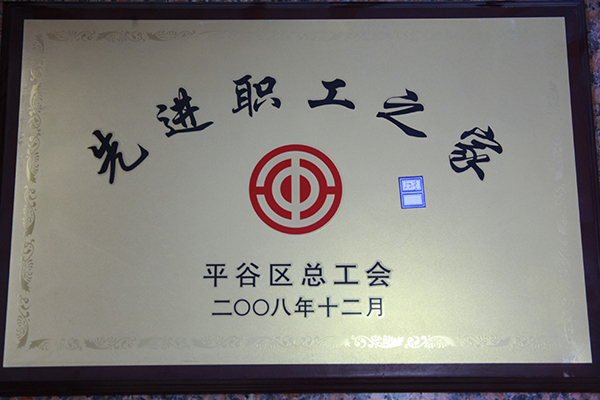 先进职工之家
平谷区总工会
二〇〇八年十二月